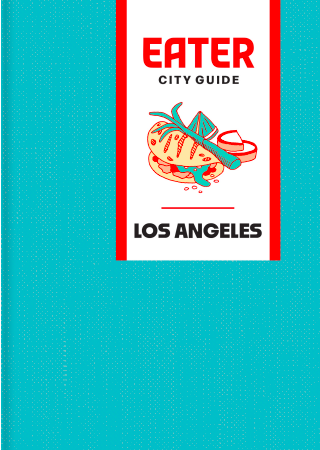 EATER
CITY GUIDE
LOS ANGELES